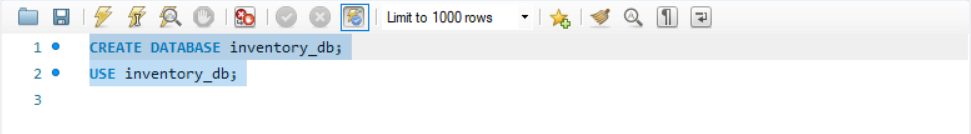 Limit to 1000 rows
1 CREATE DATABASE inventory_db;
2 USE inventory_db;
3